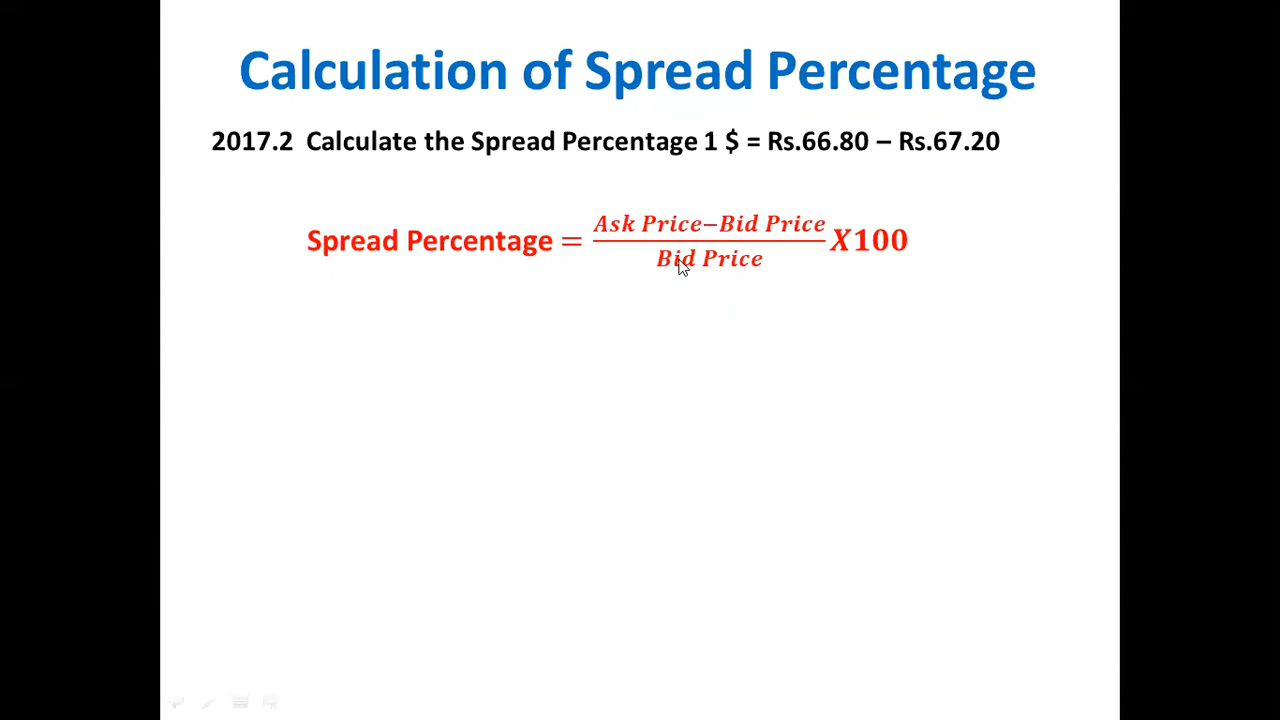 Calculation of Spread Percentage
2017.2 Calculate the Spread Percentage 1 $ = Rs.66.80 – Rs.67.20
Spread Percentage = Ask Price−Bid Price / Bid Price X100